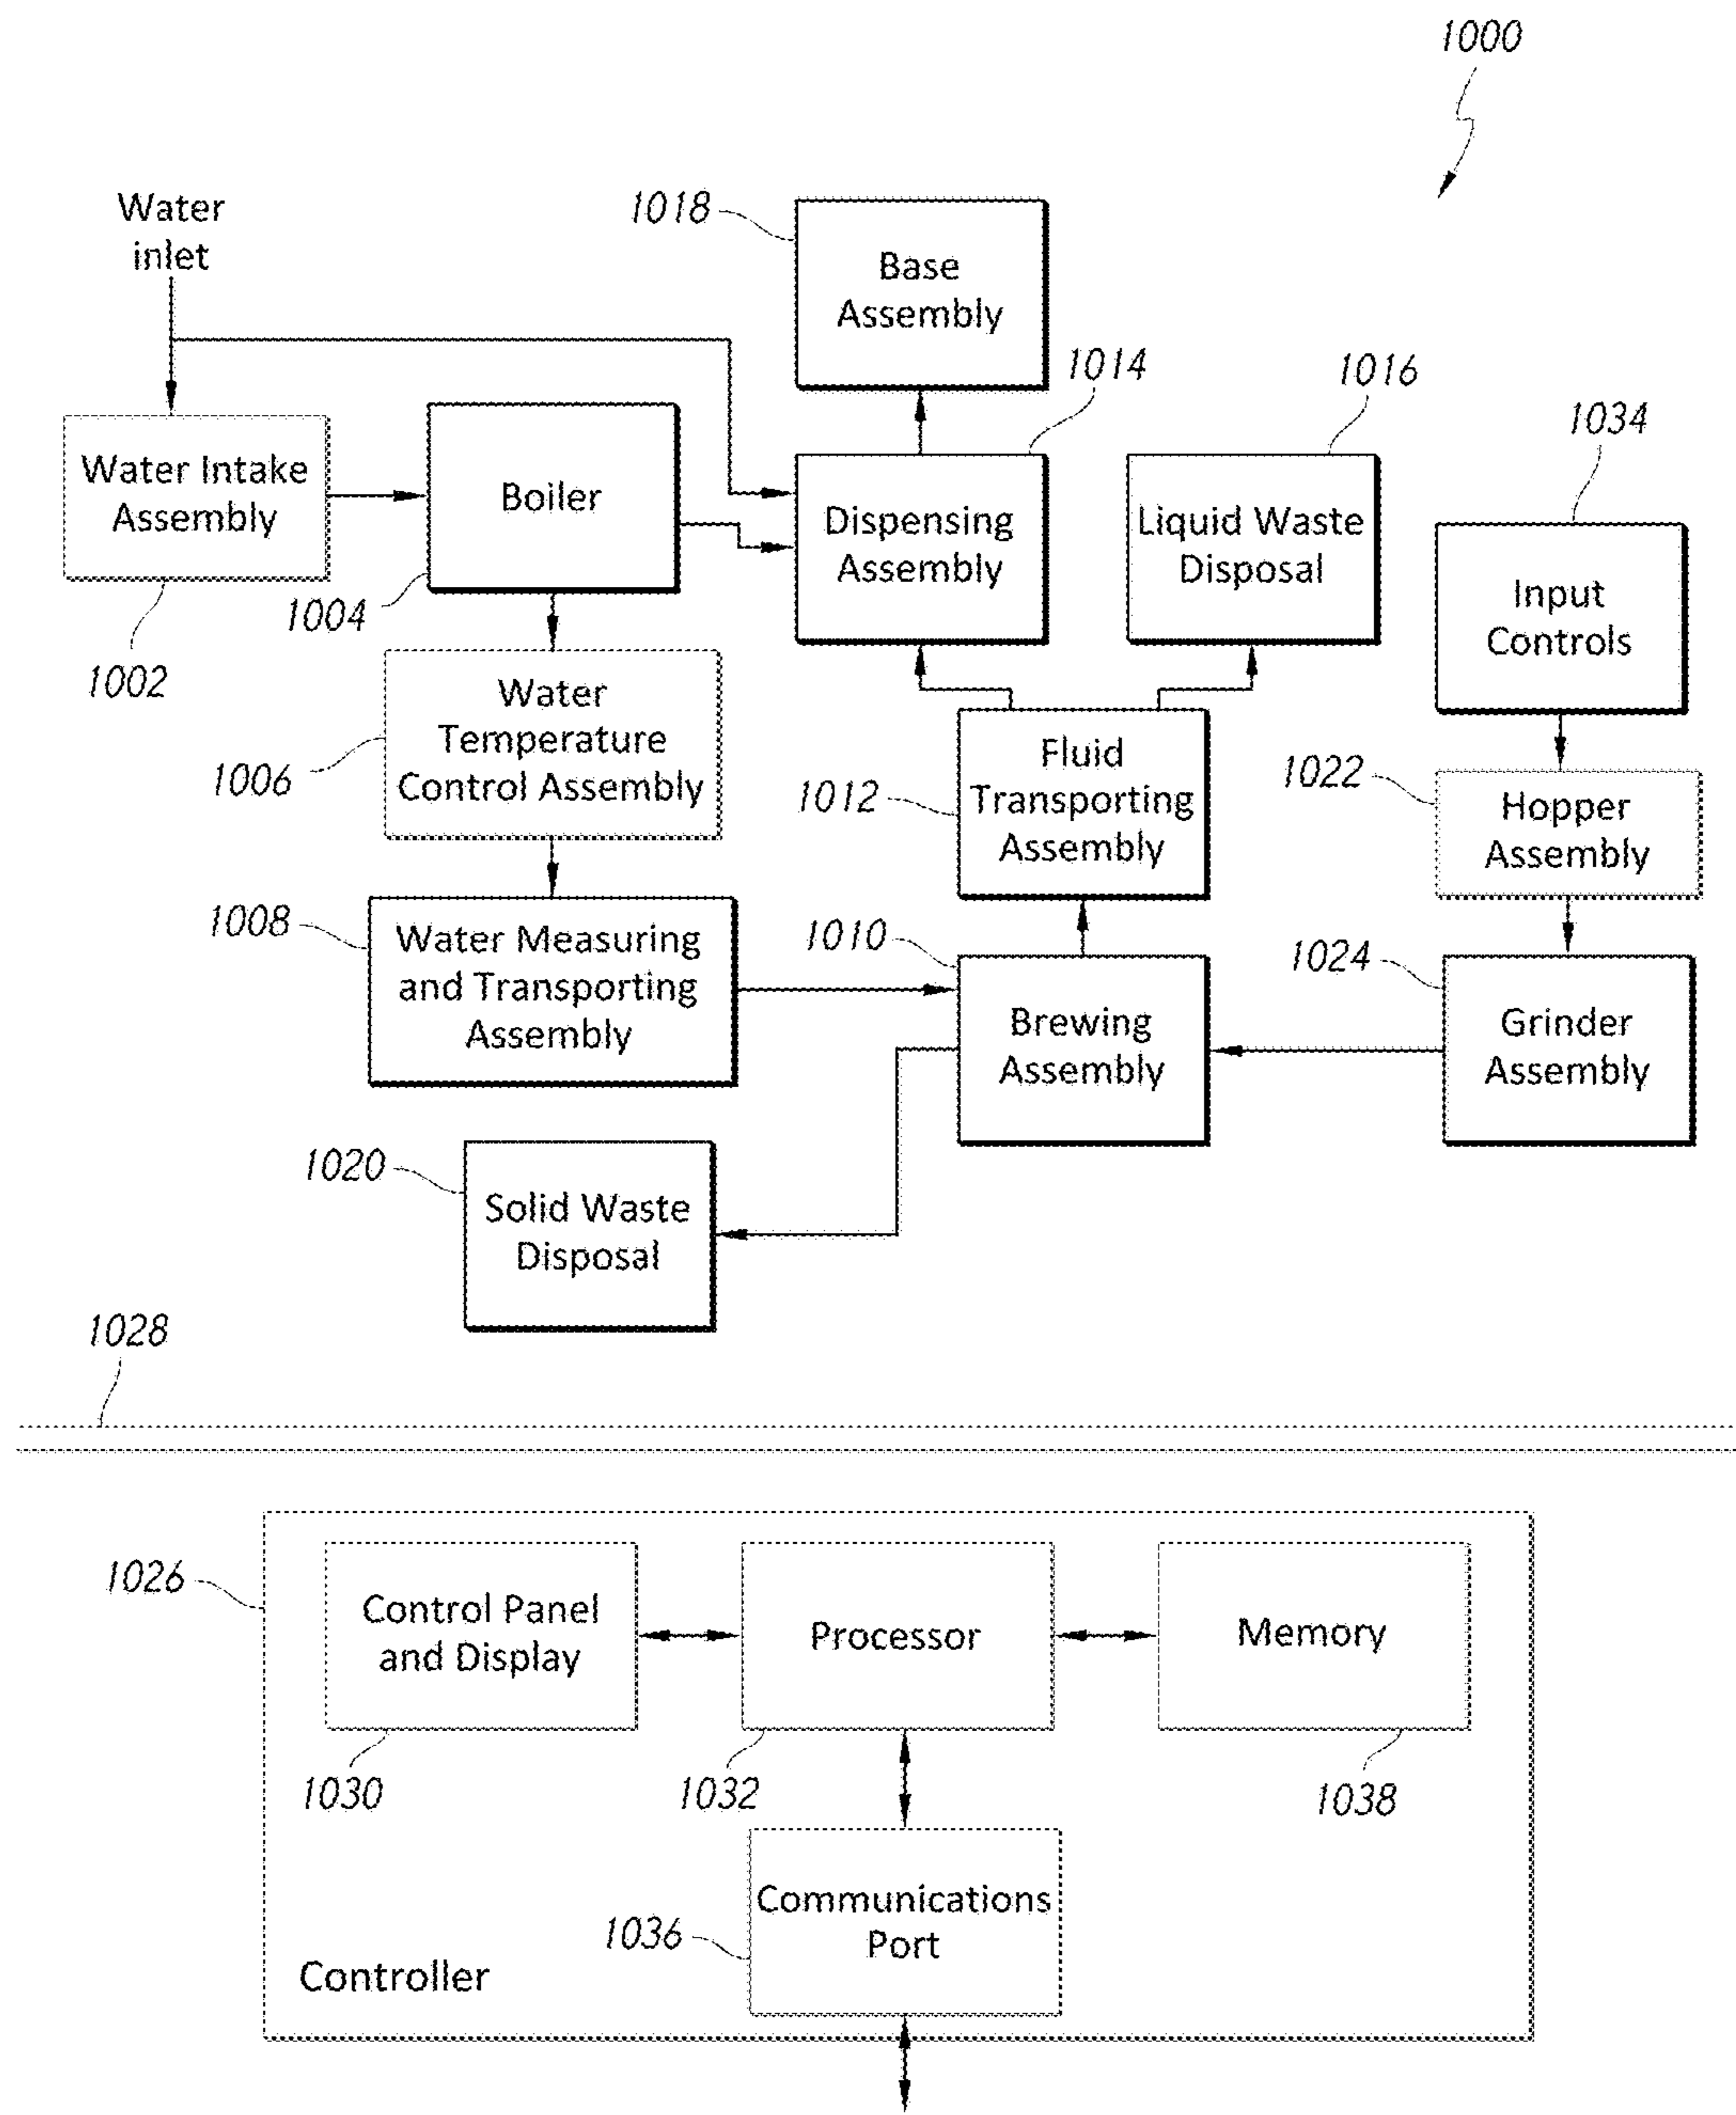 1000
Water
inlet
1018
Base
Assembly
1014
1016
1034
Water Intake
Assembly
Boiler
Dispensing
Assembly
Liquid Waste
Disposal
Input
Controls
1004
1002
Water
Temperature
Control Assembly
1006
Fluid
Transporting
Assembly
1012
1022
Hopper
Assembly
1008
Water Measuring
and Transporting
Assembly
1010
Brewing
Assembly
1024
Grinder
Assembly
1020
Solid Waste
Disposal
1028
1026
Control Panel
and Display
Processor
Memory
1030
1032
1038
Communications
Port
1036
Controller